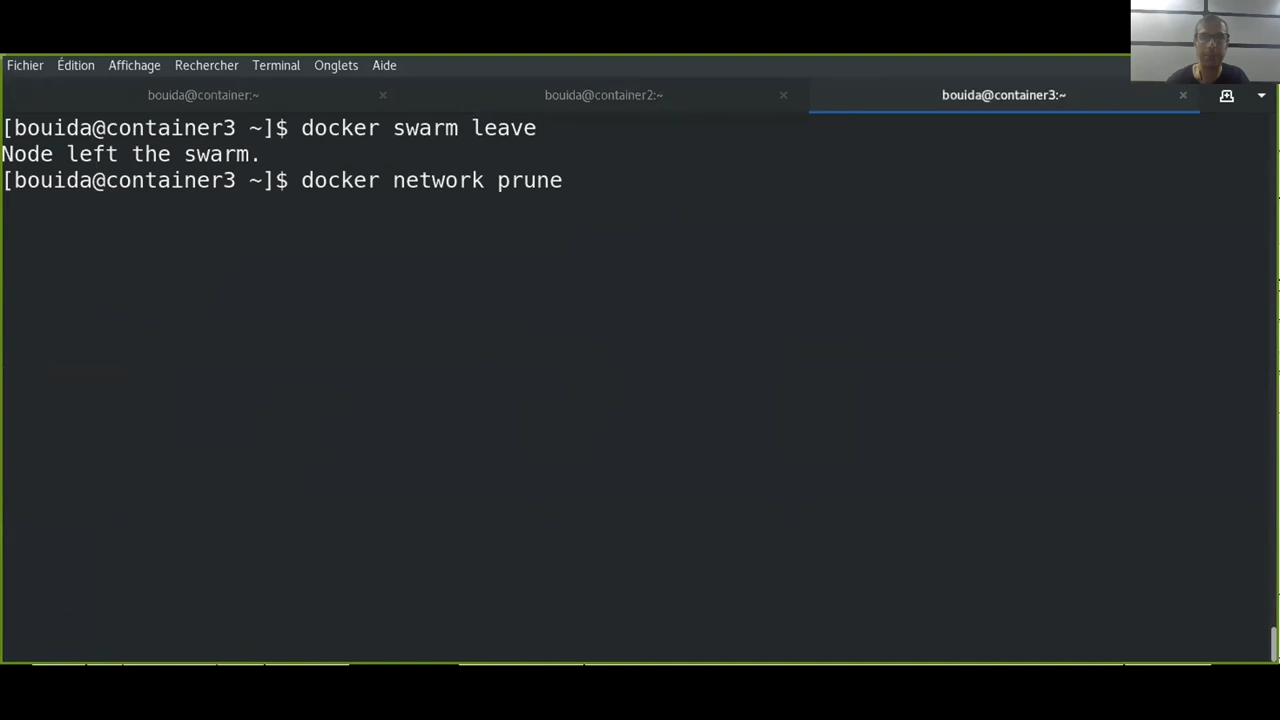 Fichier Édition Affichage Rechercher Terminal Onglets Aide
bouida@container:~ × bouida@container2:~ × bouida@container3:~ ×
[bouida@container3 ~]$ docker swarm leave
Node left the swarm.
[bouida@container3 ~]$ docker network prune